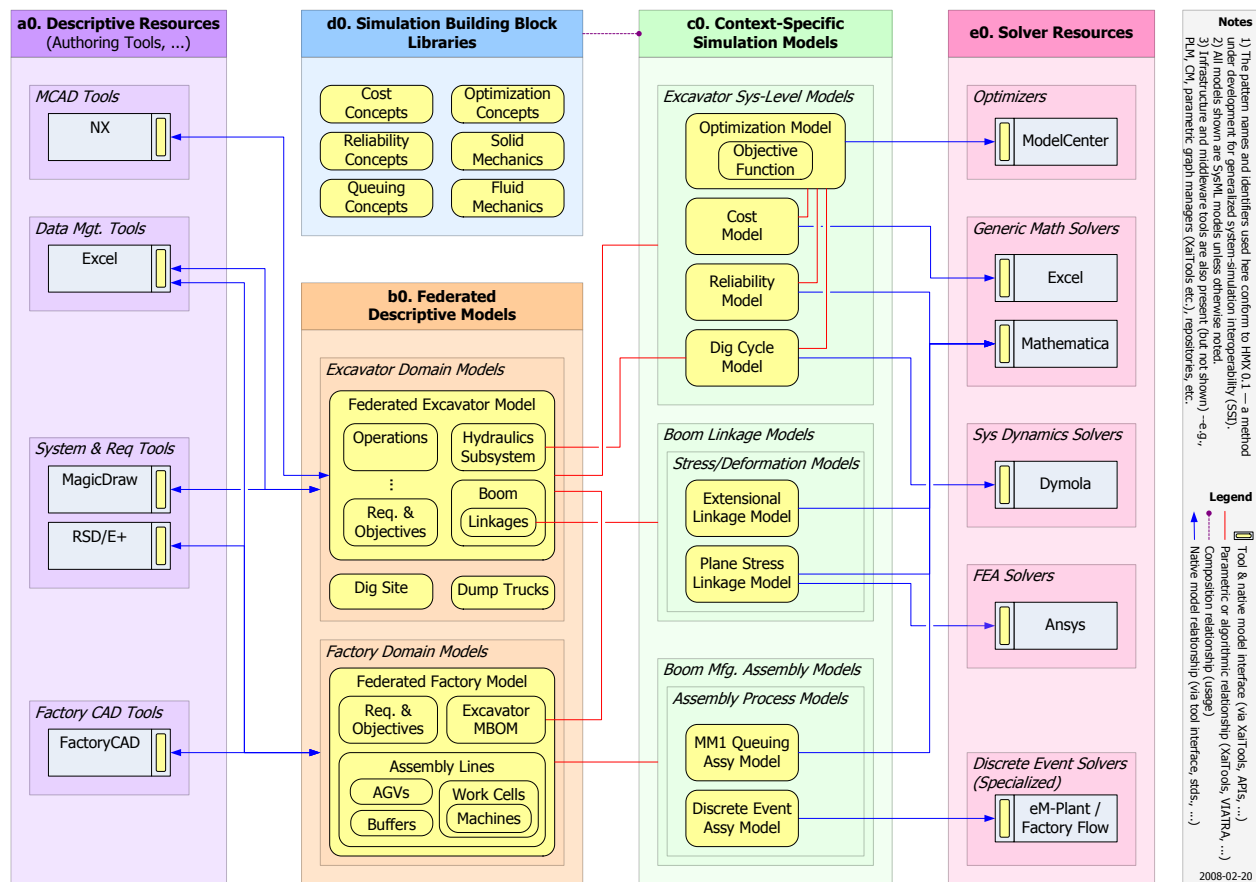 a0. Descriptive Resources
(Authoring Tools, ...)
MCAD Tools
NX
Data Mgt. Tools
Excel
System & Req Tools
MagicDraw
RSD/E+
Factory CAD Tools
FactoryCAD
d0. Simulation Building Block
Libraries
Cost
Concepts
Optimization
Concepts
Reliability
Concepts
Solid
Mechanics
Queuing
Concepts
Fluid
Mechanics
b0. Federated
Descriptive Models
Excavator Domain Models
Federated Excavator Model
Operations
Hydraulics
Subsystem
...
Req. &
Objectives
Boom
Linkages
Dig Site
Dump Trucks
Factory Domain Models
Federated Factory Model
Req. &
Objectives
Excavator
MBOM
Assembly Lines
AGVs
Buffers
Work Cells
Machines
c0. Context-Specific
Simulation Models
Excavator Sys-Level Models
Optimization Model
Objective
Function
Cost
Model
Reliability
Model
Dig Cycle
Model
Boom Linkage Models
Stress/Deformation Models
Extensional
Linkage Model
Plane Stress
Linkage Model
Boom Mfg. Assembly Models
Assembly Process Models
MM1 Queuing
Assy Model
Discrete Event
Assy Model
e0. Solver Resources
Optimizers
ModelCenter
Generic Math Solvers
Excel
Mathematica
Sys Dynamics Solvers
Dymola
FEA Solvers
Ansys
Discrete Event Solvers
(Specialized)
eM-Plant /
Factory Flow
Notes
1) The pattern names and identifiers used here conform to HMX 0.1 — a method
under development for generalized system-simulation interoperability (SSI).
2) All models shown are SysML models unless otherwise noted.
3) Infrastructure and middleware tools are also present (but not shown) --e.g.,
PLM, CM, parametric graph managers (XaiTools etc.), repositories, etc.
Legend
Tool & native model interface (via XaiTools, APIs, ...)
Parametric or algorithmic relationship (XaiTools, VIATRA, ...)
Composition relationship (usage)
Native model relationship (via tool interface, stds., ...)
2008-02-20